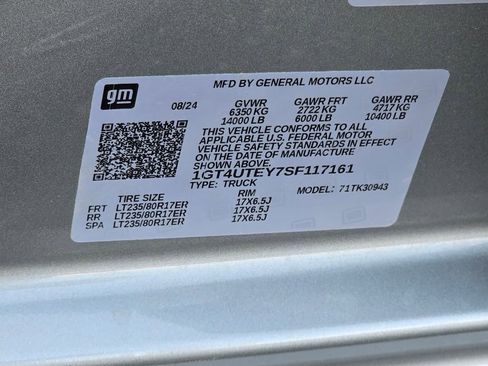 gm
MFD BY GENERAL MOTORS LLC
08/24 GVWR GAWR FRT GAWR RR
6350 KG 2722 KG 4717 KG
14000 LB 6000 LB 10400 LB
THIS VEHICLE CONFORMS TO ALL
APPLICABLE U.S. FEDERAL MOTOR
VEHICLE SAFETY STANDARDS IN EFFECT
ON THE DATE OF MANUFACTURE
SHOWN ABOVE.
1GT4UTEY7SF117161
TYPE: TRUCK MODEL: 71TK30943
TIRE SIZE RIM
FRT LT235/80R17ER 17X6.5J
RR LT235/80R17ER 17X6.5J
SPA LT235/80R17ER 17X6.5J